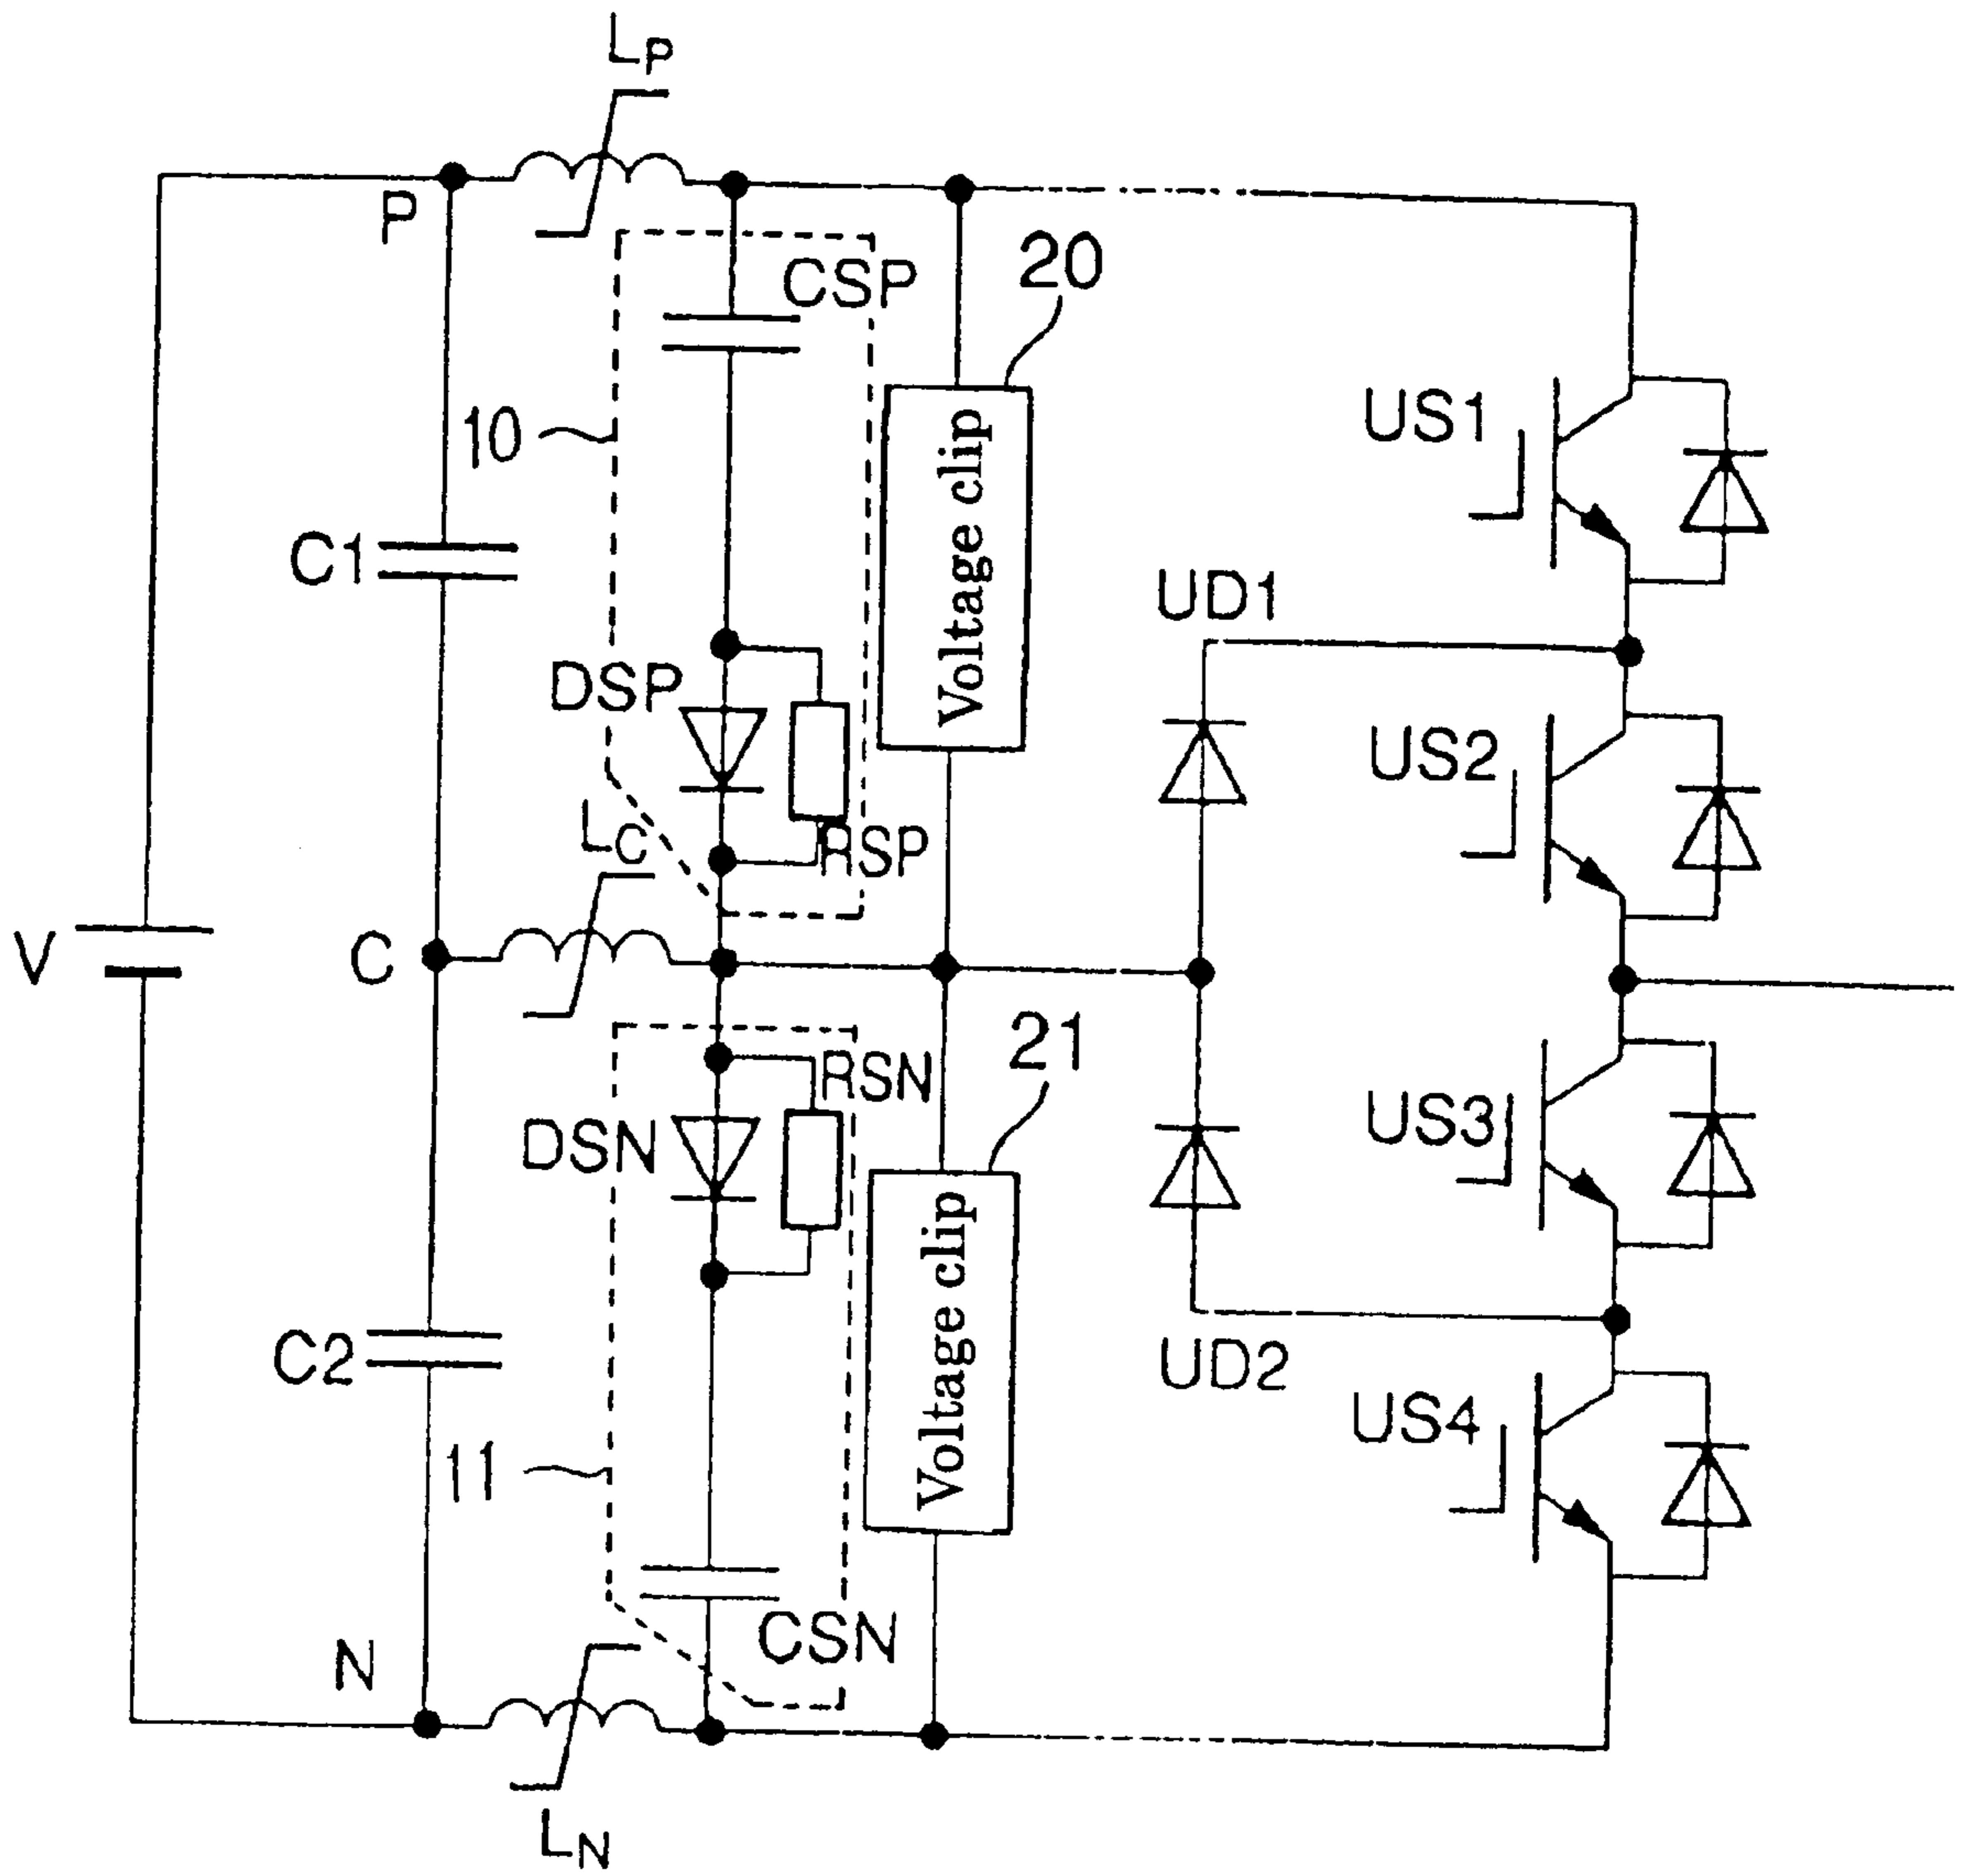 LP
P
CSP
20
10
Voltage clip
US1
C1
UD1
DSP
US2
LC
RSP
V
C
21
RSN
US3
DSN
Voltage clip
C2
UD2
US4
11
CSN
N
LN